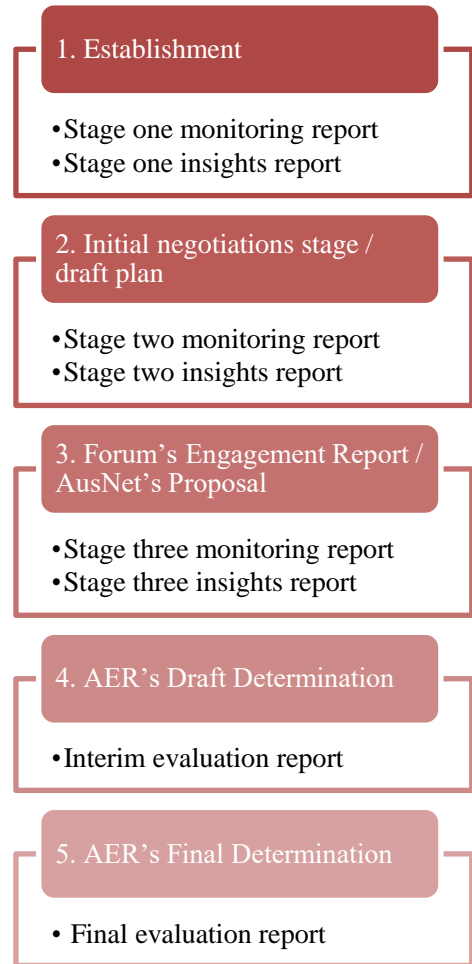 1. Establishment
•Stage one monitoring report
•Stage one insights report
2. Initial negotiations stage /
draft plan
•Stage two monitoring report
•Stage two insights report
3. Forum’s Engagement Report /
AusNet’s Proposal
•Stage three monitoring report
•Stage three insights report
4. AER’s Draft Determination
•Interim evaluation report
5. AER’s Final Determination
• Final evaluation report